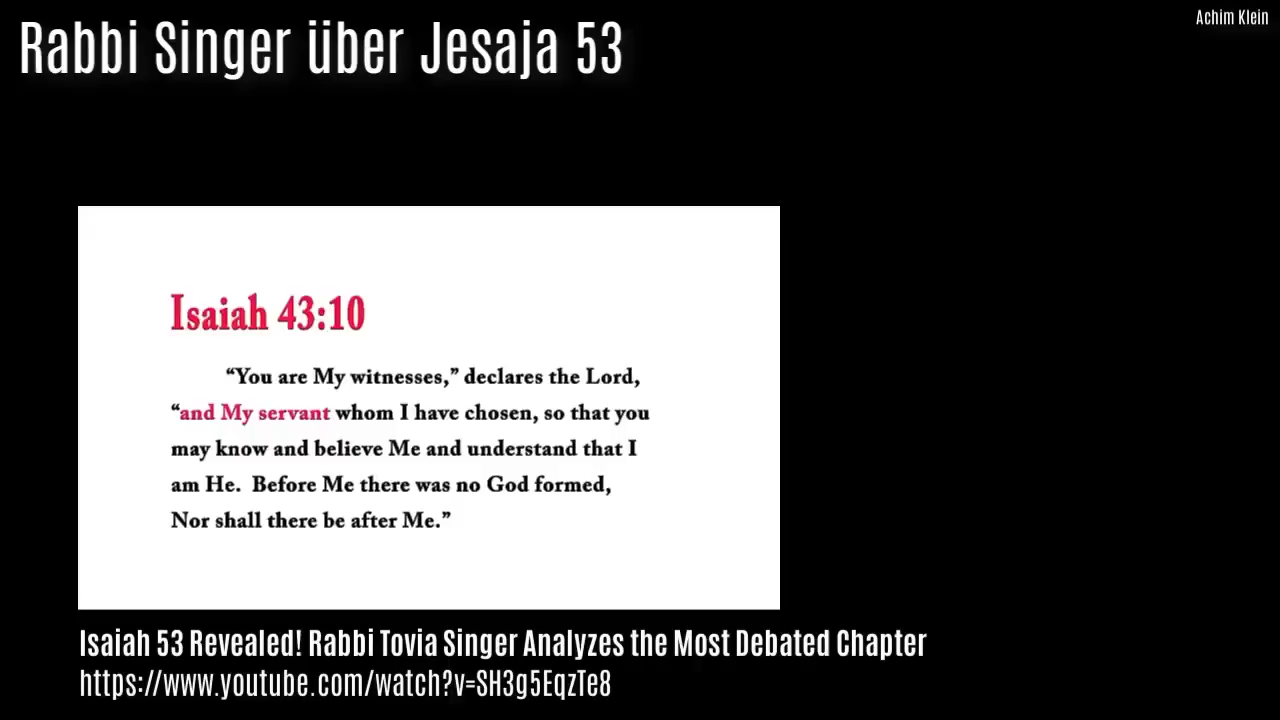 Rabbi Singer über Jesaja 53
Achim Klein
Isaiah 43:10
“You are My witnesses,” declares the Lord,
“and My servant whom I have chosen, so that you
may know and believe Me and understand that I
am He. Before Me there was no God formed,
Nor shall there be after Me.”
Isaiah 53 Revealed! Rabbi Tovia Singer Analyzes the Most Debated Chapter
https://www.youtube.com/watch?v=SH3g5EqzTe8